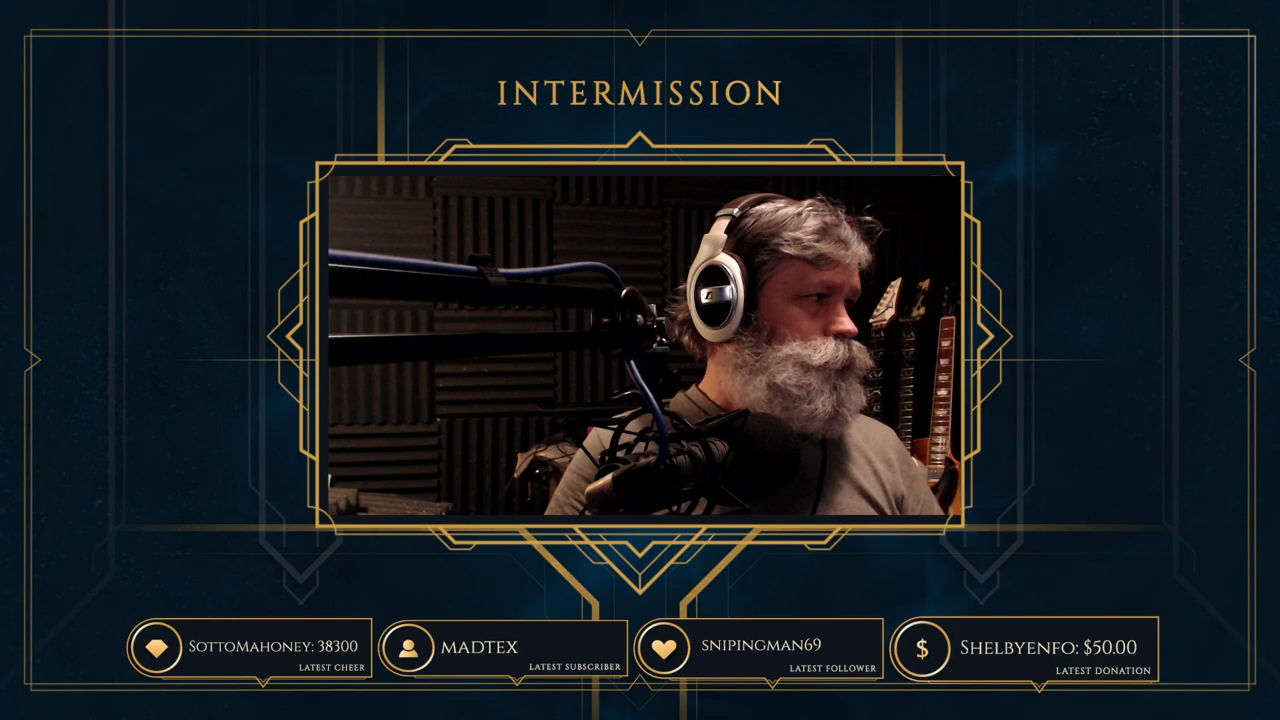 INTERMISSION
SottoMahoney: 38300
LATEST CHEER
MADTEX
LATEST SUBSCRIBER
SNIPINGMAN69
LATEST FOLLOWER
$
Shelbyenfo: $50.00
LATEST DONATION